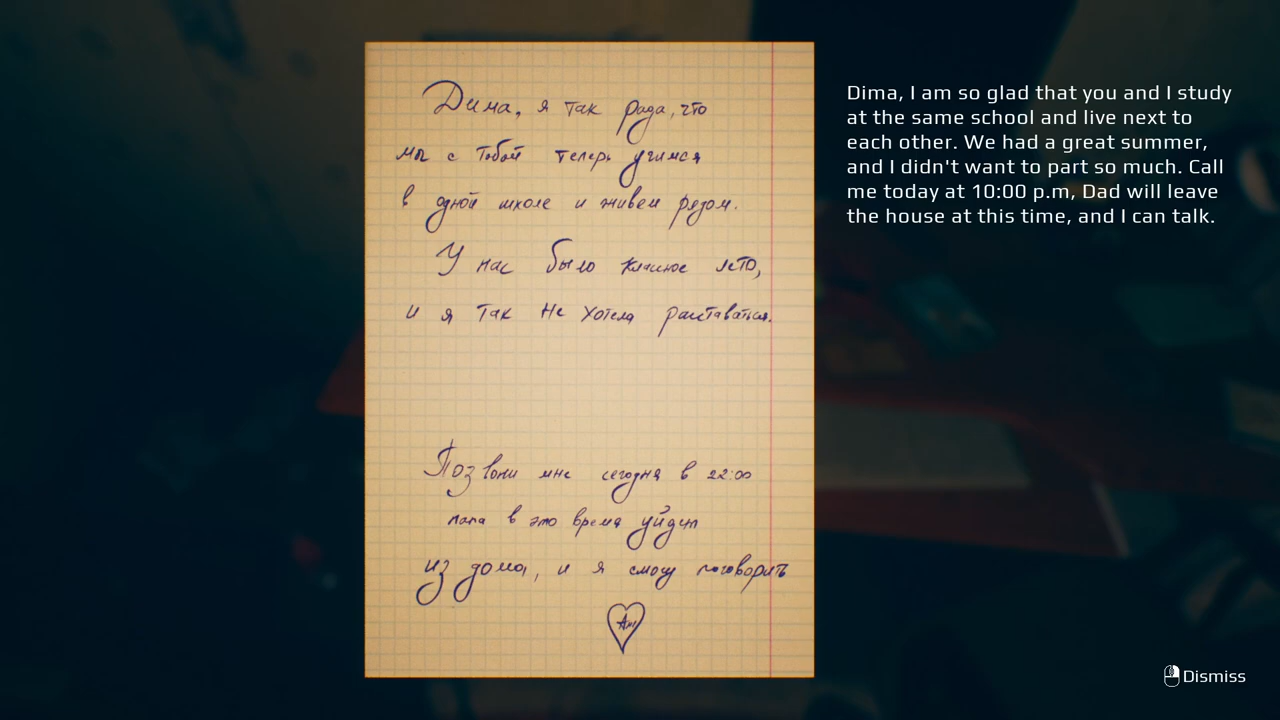 Дима, я так рада, что
мы с тобой теперь учимся
в одной школе и живем рядом.
У нас было классное лето,
и я так не хотела расставаться.
Позвони мне сегодня в 22:00
папа в это время уйдет
из дома, и я смогу поговорить
Dima, I am so glad that you and I study
at the same school and live next to
each other. We had a great summer,
and I didn't want to part so much. Call
me today at 10:00 p.m, Dad will leave
the house at this time, and I can talk.
Dismiss